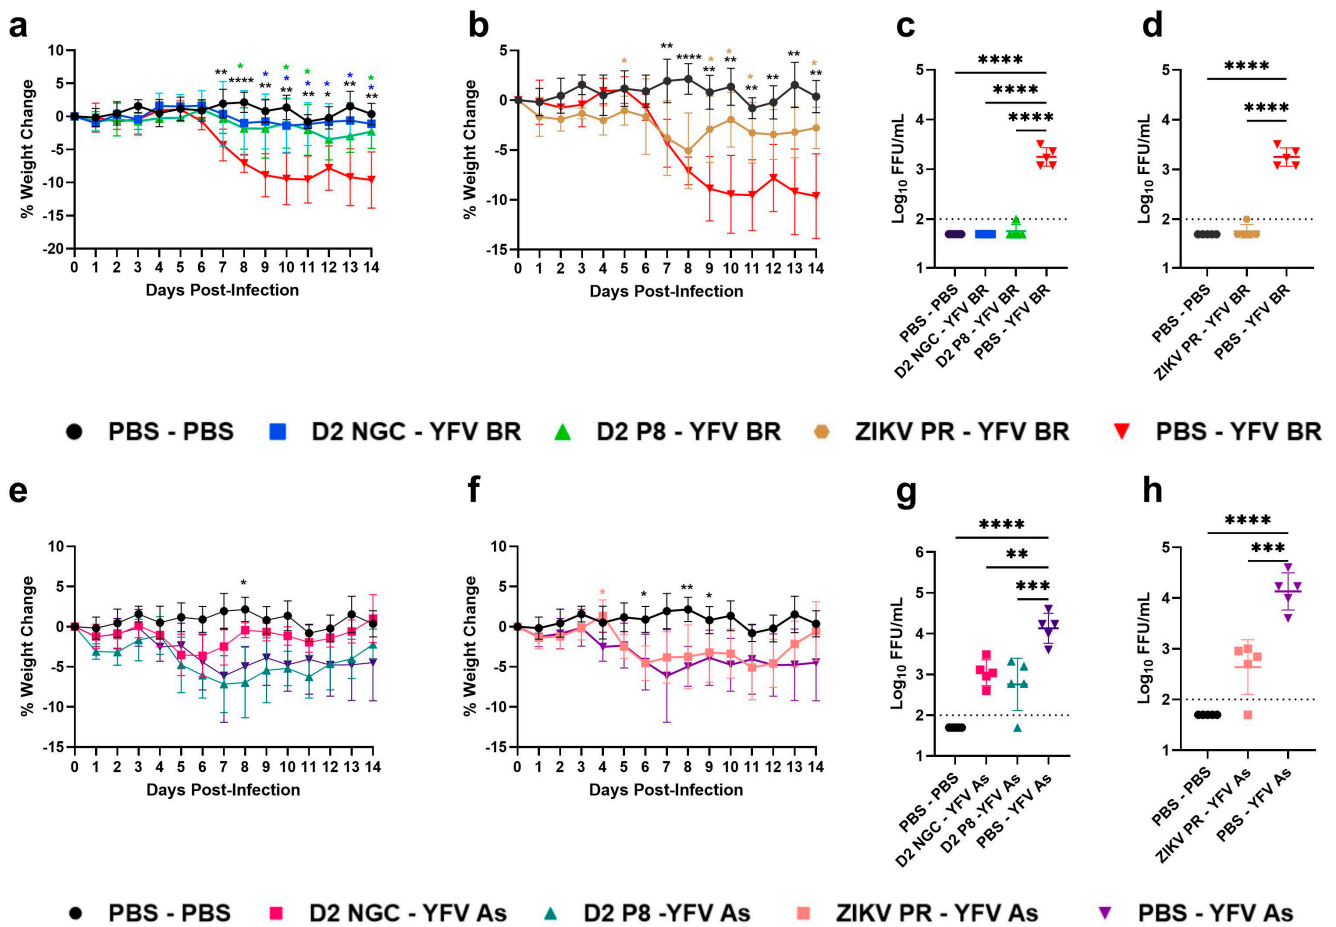 a
b
c
d
% Weight Change
10
5
0
-5
-10
-15
-20
0 1 2 3 4 5 6 7 8 9 10 11 12 13 14
Days Post-Infection
** * **** * ** * * ** * * ** * * * ** * * **
% Weight Change
5
0
-5
-10
-15
0 1 2 3 4 5 6 7 8 9 10 11 12 13 14
Days Post-Infection
* ** **** * ** * ** * ** ** ** * **
Log10 FFU/mL
5
4
3
2
1
****
****
****
PBS - PBS
D2 NGC - YFV BR
D2 P8 - YFV BR
PBS - YFV BR
Log10 FFU/mL
5
4
3
2
1
****
****
PBS - PBS
ZIKV PR - YFV BR
PBS - YFV BR
PBS - PBS D2 NGC - YFV BR D2 P8 - YFV BR ZIKV PR - YFV BR PBS - YFV BR
e
f
g
h
% Weight Change
10
5
0
-5
-10
-15
0 1 2 3 4 5 6 7 8 9 10 11 12 13 14
Days Post-Infection
*
% Weight Change
10
5
0
-5
-10
-15
0 1 2 3 4 5 6 7 8 9 10 11 12 13 14
Days Post-Infection
* * ** *
Log10 FFU/mL
6
5
4
3
2
1
****
**
***
PBS - PBS
D2 NGC - YFV As
D2 P8 -YFV As
PBS - YFV As
Log10 FFU/mL
5
4
3
2
1
****
***
PBS - PBS
ZIKV PR - YFV As
PBS - YFV As
PBS - PBS D2 NGC - YFV As D2 P8 -YFV As ZIKV PR - YFV As PBS - YFV As